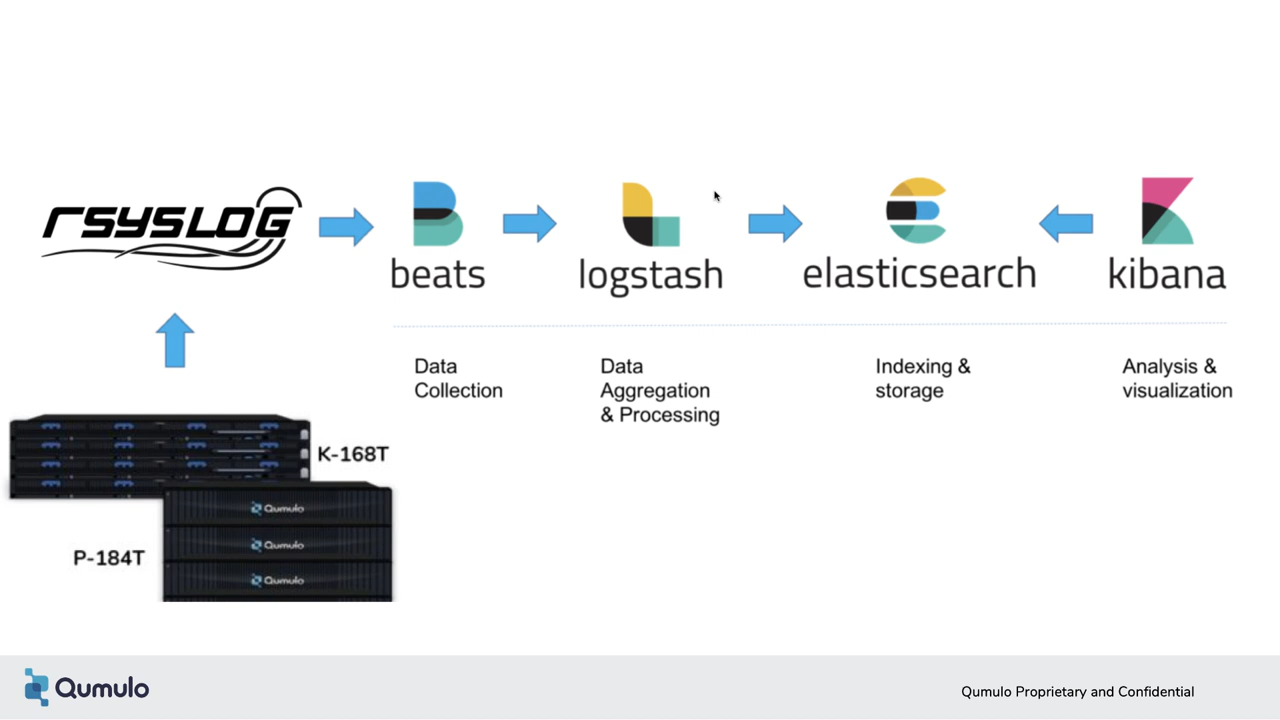 rsyslog
beats
logstash
elasticsearch
kibana
Data
Collection
Data
Aggregation
& Processing
Indexing &
storage
Analysis &
visualization
K-168T
P-184T
Qumulo
Qumulo
Qumulo
Qumulo
Qumulo Proprietary and Confidential